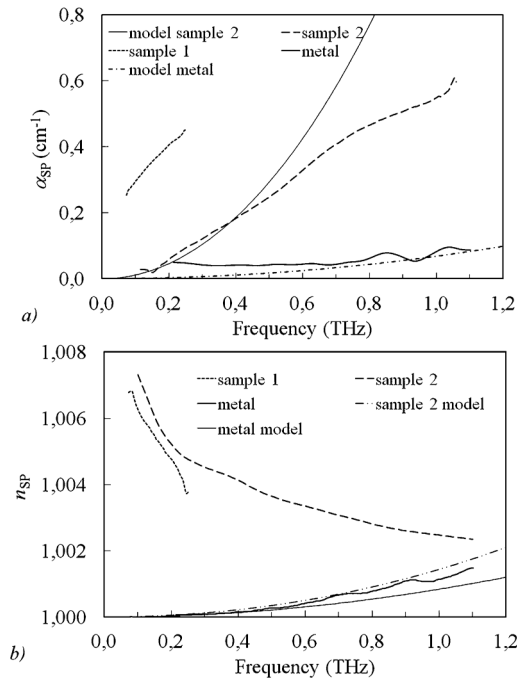 0,8
model sample 2
sample 2
sample 1
metal
model metal
0,6
0,4
0,2
0,0
αSP (cm-1)
0,0 0,2 0,4 0,6 0,8 1,0 1,2
a)
Frequency (THz)
1,008
sample 1
sample 2
metal
sample 2 model
metal model
1,006
1,004
1,002
1,000
nSP
0,0 0,2 0,4 0,6 0,8 1,0 1,2
b)
Frequency (THz)